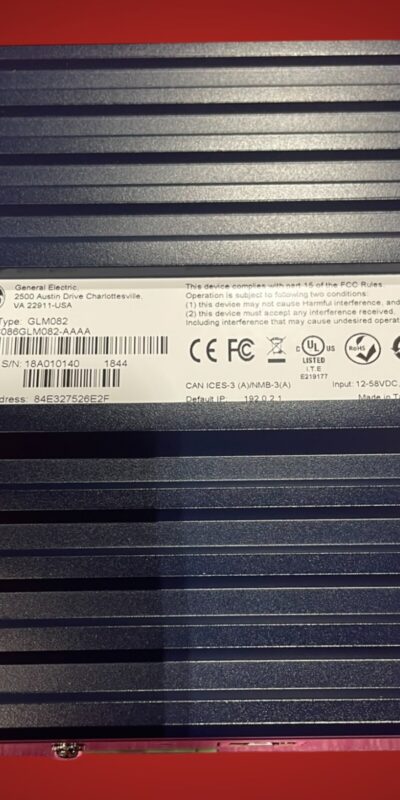 General Electric,
2500 Austin Drive Charlottesville,
VA 22911-USA
Type: GLM082
086GLM082-AAAA
S/N: 18A010140 1844
dress: 84E327526E2F
This device complies with part 15 of the FCC Rules
Operation is subject to following two conditions:
(1) this device may not cause Harmful interference, and
(2) this device must accept any interference received,
Including interference that may cause undesired operat
CE FC c UL US RoHS
LISTED
I.T.E
E219177
CAN ICES-3 (A)/NMB-3(A) Input: 12-58VDC,
Default IP: 192.0.2.1 Made in T